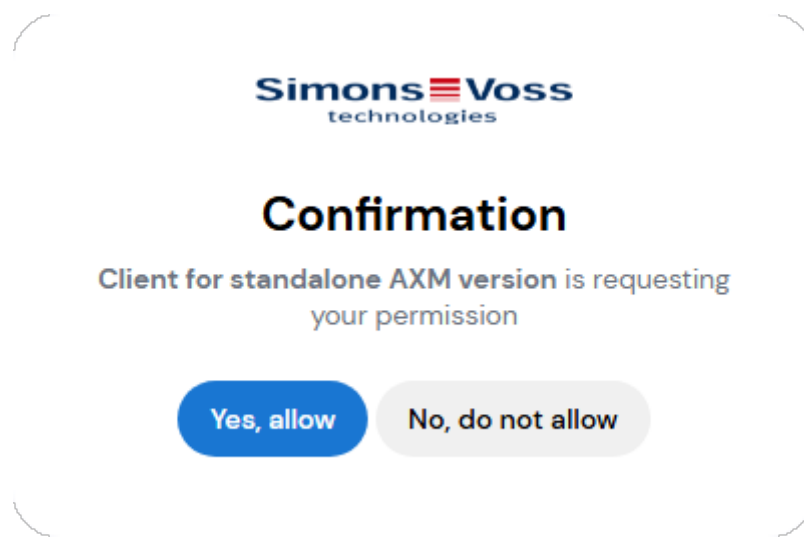 Simons Voss
technologies
Confirmation
Client for standalone AXM version is requesting
your permission
Yes, allow No, do not allow